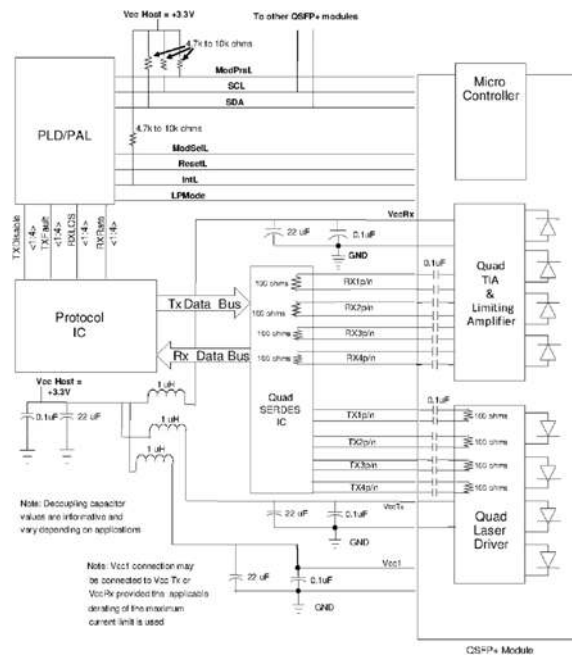 Vcc Host = +3.3V
To other QSFP+ modules
4.7k to 10k ohms
ModPrsL
SCL
SDA
Micro
Controller
PLD/PAL
4.7k to 10k ohms
ModSelL
ResetL
IntL
LPMode
TXDisable
<1:4>
TXFault
<1:4>
RXLOS
<1:4>
RXRate
<1:4>
VccRx
22 uF
0.1uF
GND
0.1uF
100 ohms
RX1p/n
100 ohms
RX2p/n
100 ohms
RX3p/n
100 ohms
RX4p/n
Quad
TIA
&
Limiting
Amplifier
Protocol
IC
Tx Data Bus
Rx Data Bus
Quad
SERDES
IC
Vcc Host =
+3.3V
1 uH
0.1uF
22 uF
1 uH
1 uH
0.1uF
TX1p/n
100 ohms
TX2p/n
100 ohms
TX3p/n
100 ohms
TX4p/n
100 ohms
VccTx
Note: Decoupling capacitor
values are informative and
vary depending on applications
22 uF
0.1uF
GND
Quad
Laser
Driver
Note: Vcc1 connection may
be connected to Vcc Tx or
VccRx provided the applicable
derating of the maximum
current limit is used
Vcc1
22 uF
0.1uF
GND
QSFP+ Module